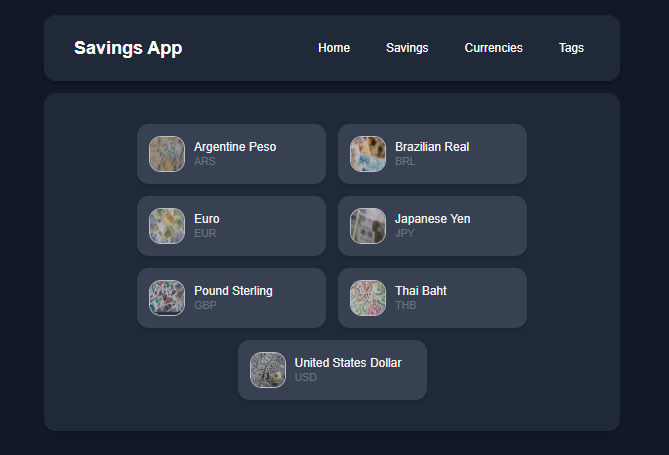 Savings App
Home Savings Currencies Tags
Argentine Peso
ARS
Brazilian Real
BRL
Euro
EUR
Japanese Yen
JPY
Pound Sterling
GBP
Thai Baht
THB
United States Dollar
USD